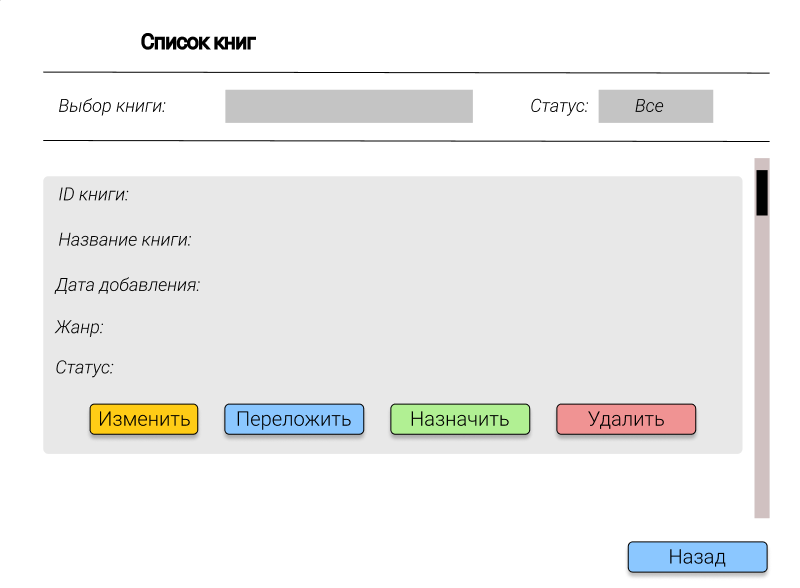 Список книг
Выбор книги:
Статус: Все
ID книги:
Название книги:
Дата добавления:
Жанр:
Статус:
Изменить Переложить Назначить Удалить
Назад